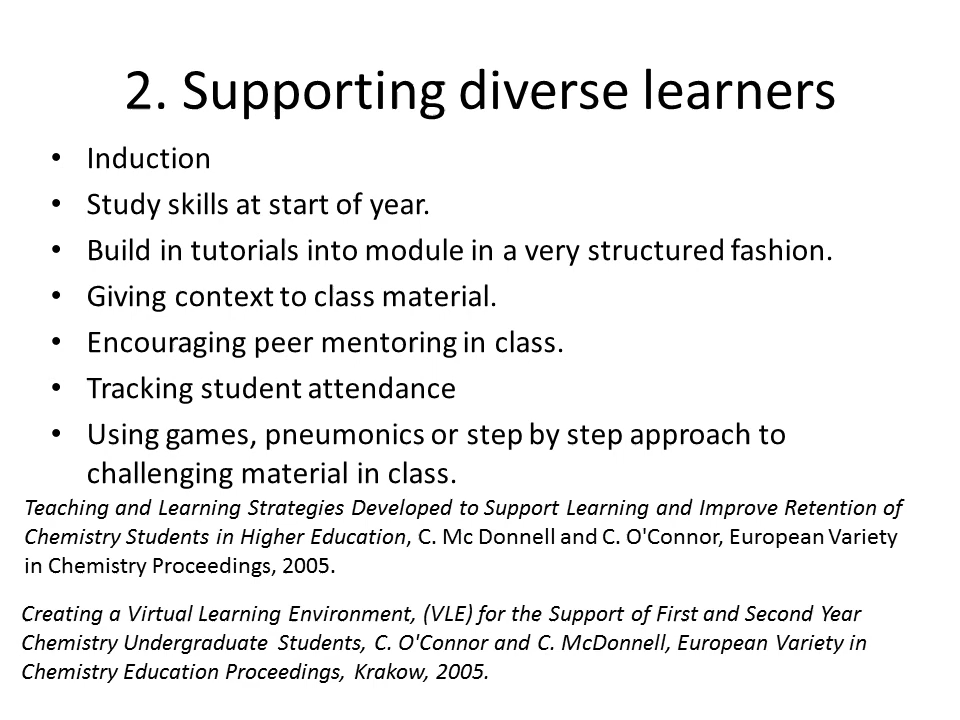 2. Supporting diverse learners
• Induction
• Study skills at start of year.
• Build in tutorials into module in a very structured fashion.
• Giving context to class material.
• Encouraging peer mentoring in class.
• Tracking student attendance
• Using games, pneumonics or step by step approach to
challenging material in class.
Teaching and Learning Strategies Developed to Support Learning and Improve Retention of
Chemistry Students in Higher Education, C. Mc Donnell and C. O'Connor, European Variety
in Chemistry Proceedings, 2005.
Creating a Virtual Learning Environment, (VLE) for the Support of First and Second Year
Chemistry Undergraduate Students, C. O'Connor and C. McDonnell, European Variety in
Chemistry Education Proceedings, Krakow, 2005.